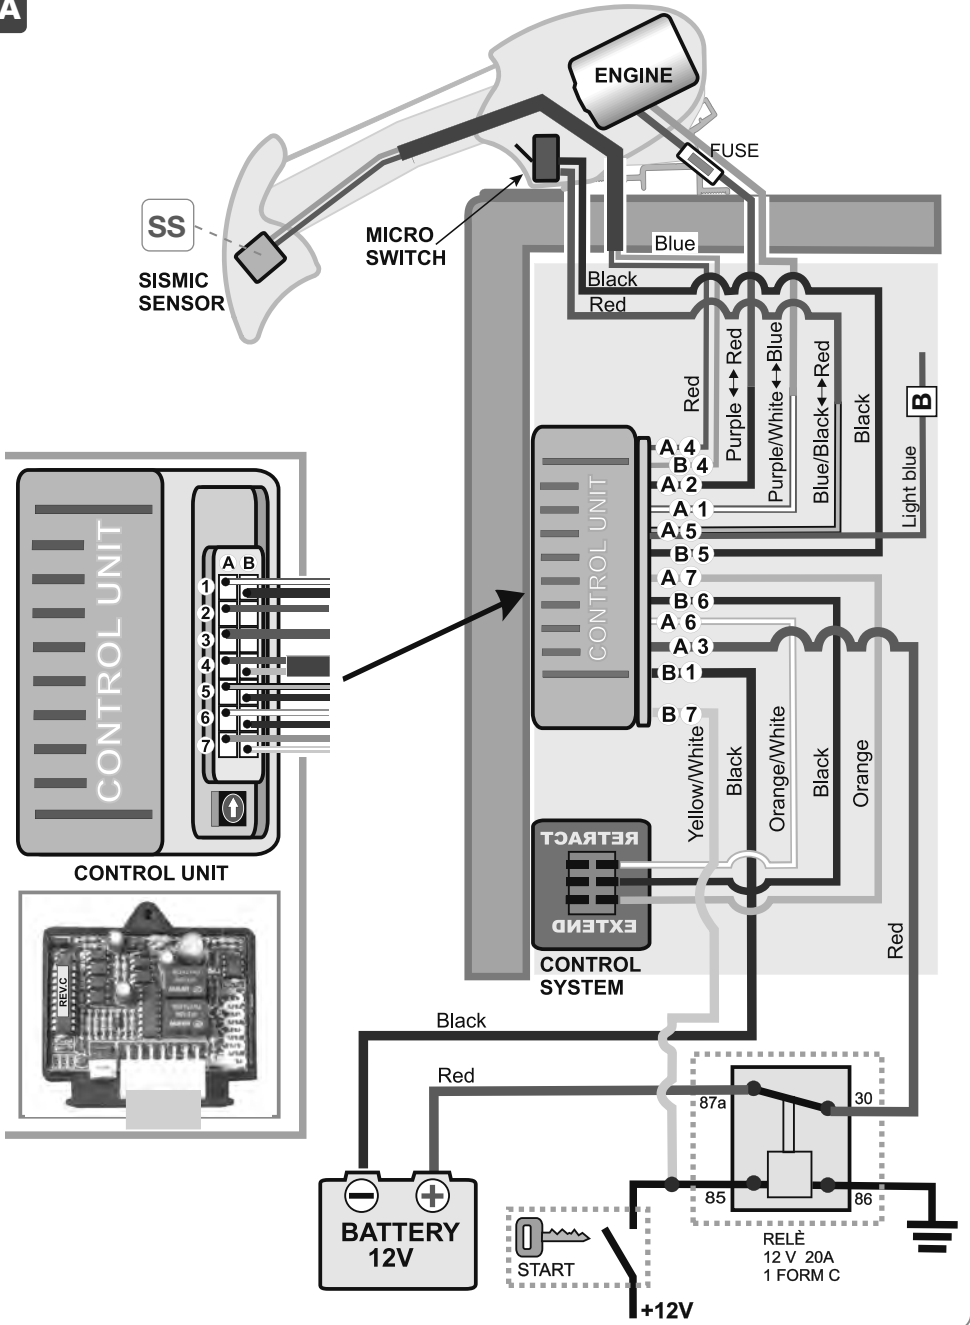 A
ENGINE
FUSE
SS
MICRO
SWITCH
SISMIC
SENSOR
Blue
Black
Red
Red
Purple ↔ Red
Purple/White ↔ Blue
Blue/Black ↔ Red
Black
B
Light blue
A 4
B 4
A 2
A 1
A 5
B 5
A 7
B 6
A 6
A 3
B 1
B 7
CONTROL UNIT
CONTROL UNIT
A B
1
2
3
4
5
6
7
CONTROL UNIT
REV.C
Yellow/White
Black
Orange/White
Black
Orange
Red
RETRACT
EXTEND
CONTROL
SYSTEM
Black
Red
87a
30
85
86
BATTERY
12V
START
+12V
RELÈ
12 V 20A
1 FORM C